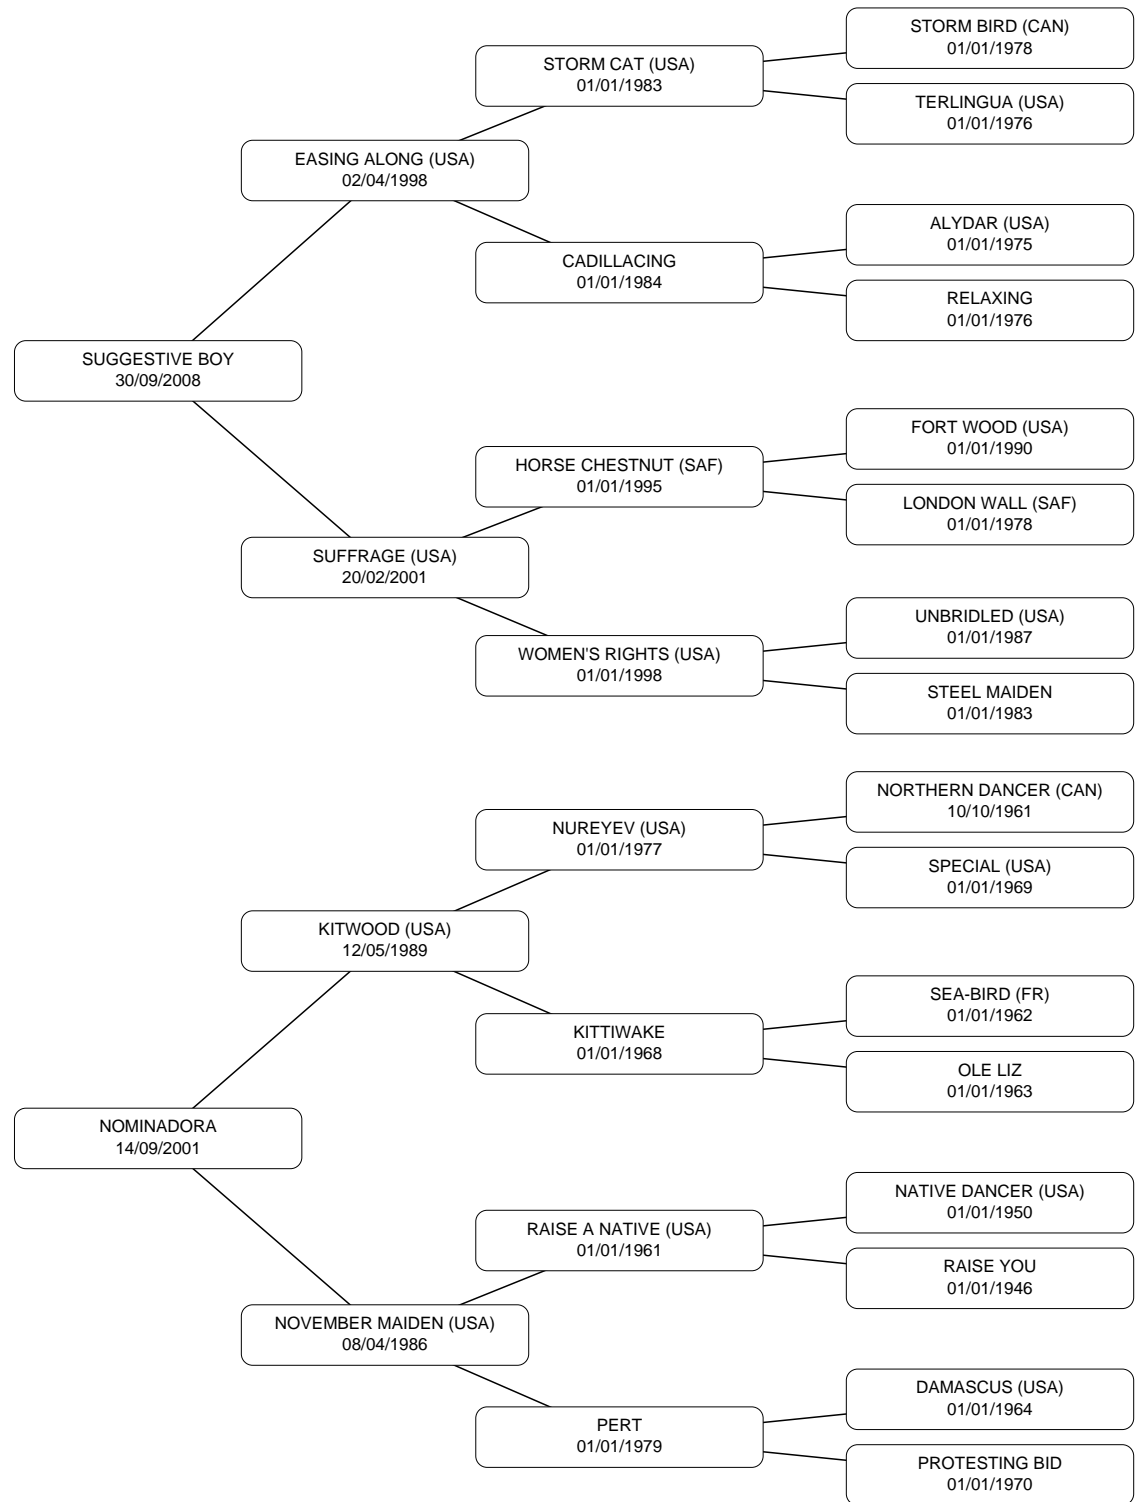 STORM BIRD (CAN)
01/01/1978
STORM CAT (USA)
01/01/1983
TERLINGUA (USA)
01/01/1976
EASING ALONG (USA)
02/04/1998
ALYDAR (USA)
01/01/1975
CADILLACING
01/01/1984
RELAXING
01/01/1976
SUGGESTIVE BOY
30/09/2008
FORT WOOD (USA)
01/01/1990
HORSE CHESTNUT (SAF)
01/01/1995
LONDON WALL (SAF)
01/01/1978
SUFFRAGE (USA)
20/02/2001
UNBRIDLED (USA)
01/01/1987
WOMEN'S RIGHTS (USA)
01/01/1998
STEEL MAIDEN
01/01/1983
NORTHERN DANCER (CAN)
10/10/1961
NUREYEV (USA)
01/01/1977
SPECIAL (USA)
01/01/1969
KITWOOD (USA)
12/05/1989
SEA-BIRD (FR)
01/01/1962
KITTIWAKE
01/01/1968
OLE LIZ
01/01/1963
NOMINADORA
14/09/2001
NATIVE DANCER (USA)
01/01/1950
RAISE A NATIVE (USA)
01/01/1961
RAISE YOU
01/01/1946
NOVEMBER MAIDEN (USA)
08/04/1986
DAMASCUS (USA)
01/01/1964
PERT
01/01/1979
PROTESTING BID
01/01/1970